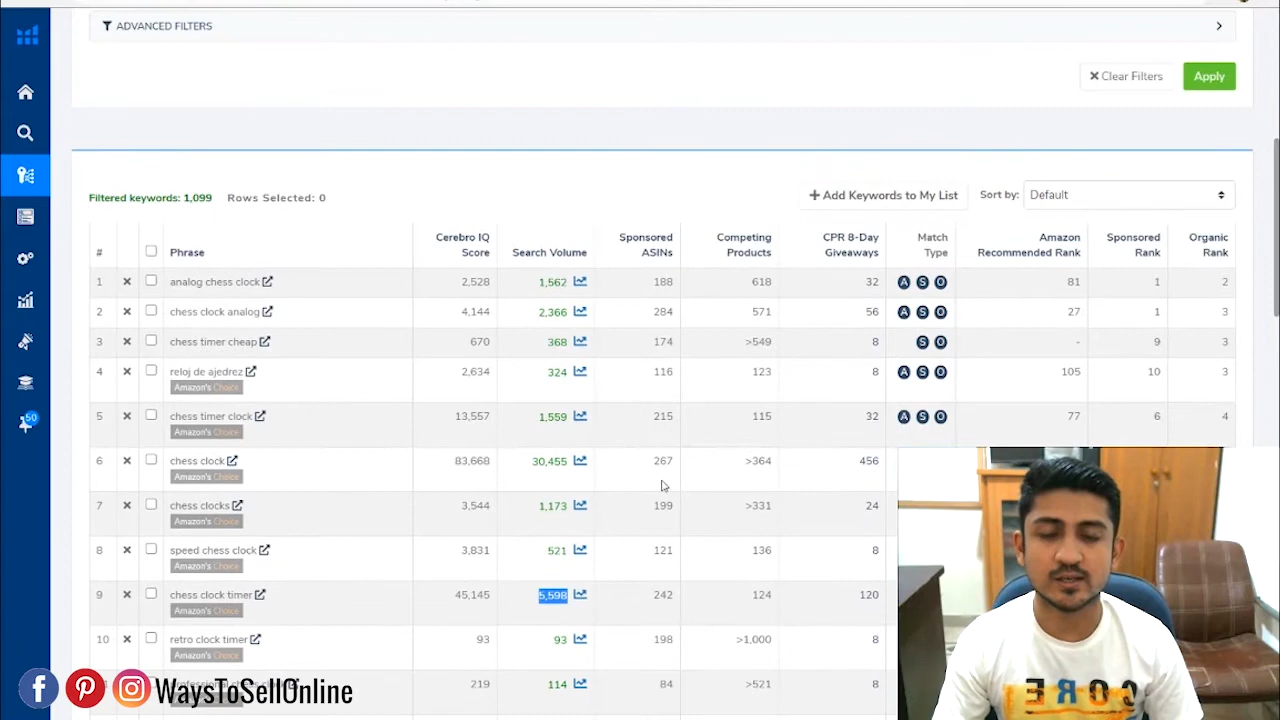 ADVANCED FILTERS
Clear Filters Apply
Filtered keywords: 1,099 Rows Selected: 0 Add Keywords to My List Sort by: Default
# Phrase Cerebro IQ Score Search Volume Sponsored ASINs Competing Products CPR 8-Day Giveaways Match Type Amazon Recommended Rank Sponsored Rank Organic Rank
1 analog chess clock 2,528 1,562 188 618 32 A S O 81 1 2
2 chess clock analog 4,144 2,366 284 571 56 A S O 27 1 3
3 chess timer cheap 670 368 174 >549 8 S O - 9 3
4 reloj de ajedrez 2,634 324 116 123 8 A S O 105 10 3
Amazon's Choice
5 chess timer clock 13,557 1,559 215 115 32 A S O 77 6 4
Amazon's Choice
6 chess clock 83,668 30,455 267 >364 456
Amazon's Choice
7 chess clocks 3,544 1,173 199 >331 24
Amazon's Choice
8 speed chess clock 3,831 521 121 136 8
Amazon's Choice
9 chess clock timer 45,145 5,598 242 124 120
Amazon's Choice
10 retro clock timer 93 93 198 >1,000 8
Amazon's Choice
219 114 84 >521 8
50
WaysToSellOnline